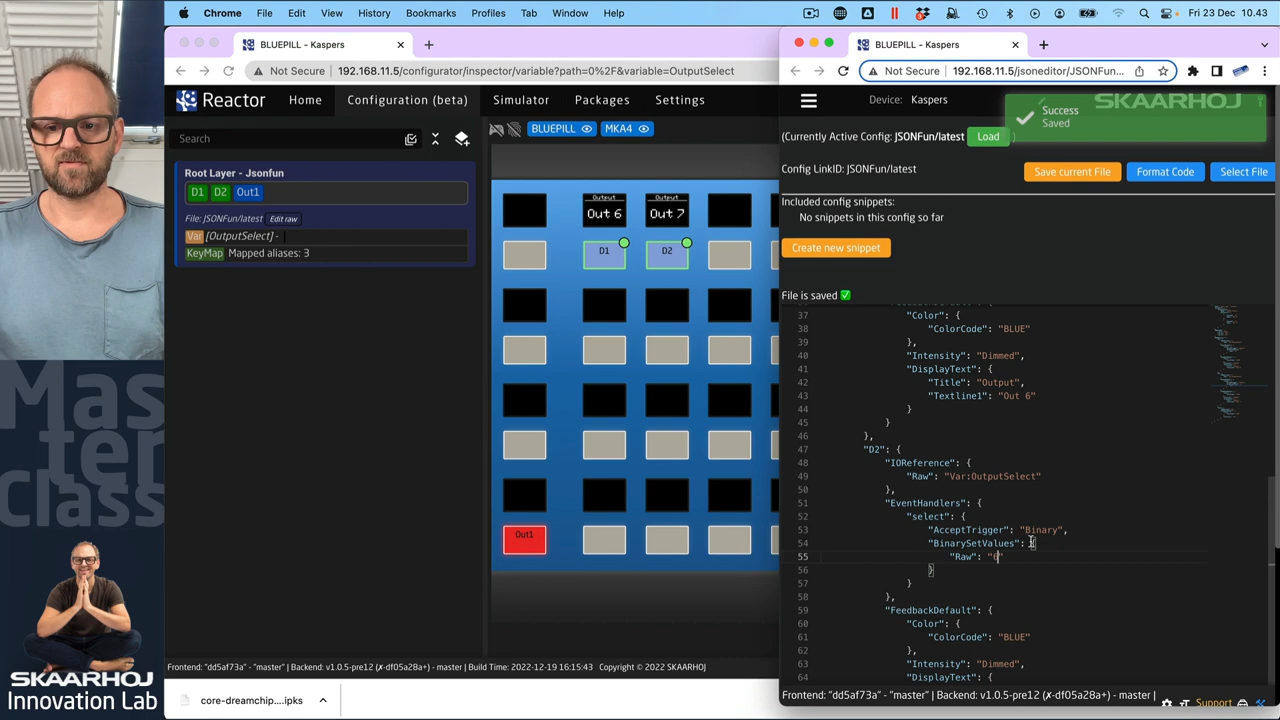 Chrome File Edit View History Bookmarks Profiles Tab Window Help
Fri 23 Dec 10.43
BLUEPILL - Kaspers
Not Secure 192.168.11.5/configurator/inspector/variable?path=0%2F&variable=OutputSelect
Reactor Home Configuration (beta) Simulator Packages Settings
Search
BLUEPILL MKA4
Root Layer - Jsonfun
D1 D2 Out1
File: JSONFun/latest Edit raw
Var [OutputSelect] -
KeyMap Mapped aliases: 3
Output
Out 6
Output
Out 7
D1
D2
Out1
Frontend: "dd5af73a" - "master" | Backend: v1.0.5-pre12 (✗-df05a28a+) - master | Build Time: 2022-12-19 16:15:43 Copyright © 2022 SKAARHOJ
core-dreamchip....ipks
BLUEPILL - Kaspers
Not Secure 192.168.11.5/jsoneditor/JSONFun...
Device: Kaspers
SKAARHOJ
Success
Saved
(Currently Active Config: JSONFun/latest Load )
Config LinkID: JSONFun/latest
Save current File Format Code Select File
Included config snippets:
No snippets in this config so far
Create new snippet
File is saved ✅
37 "Color": {
38 "ColorCode": "BLUE"
39 },
40 "Intensity": "Dimmed",
41 "DisplayText": {
42 "Title": "Output",
43 "Textline1": "Out 6"
44 }
45 }
46 },
47 "D2": {
48 "IOReference": {
49 "Raw": "Var:OutputSelect"
50 },
51 "EventHandlers": {
52 "select": {
53 "AcceptTrigger": "Binary",
54 "BinarySetValues": {
55 "Raw": "6"
56 }
57 }
58 },
59 "FeedbackDefault": {
60 "Color": {
61 "ColorCode": "BLUE"
62 },
63 "Intensity": "Dimmed",
64 "DisplayText": {
Frontend: "dd5af73a" - "master" | Backend: v1.0.5-pre12 (✗-df05a28a+) - master |
Support
Mas
ter
Class
SKAARHOJ
Innovation Lab